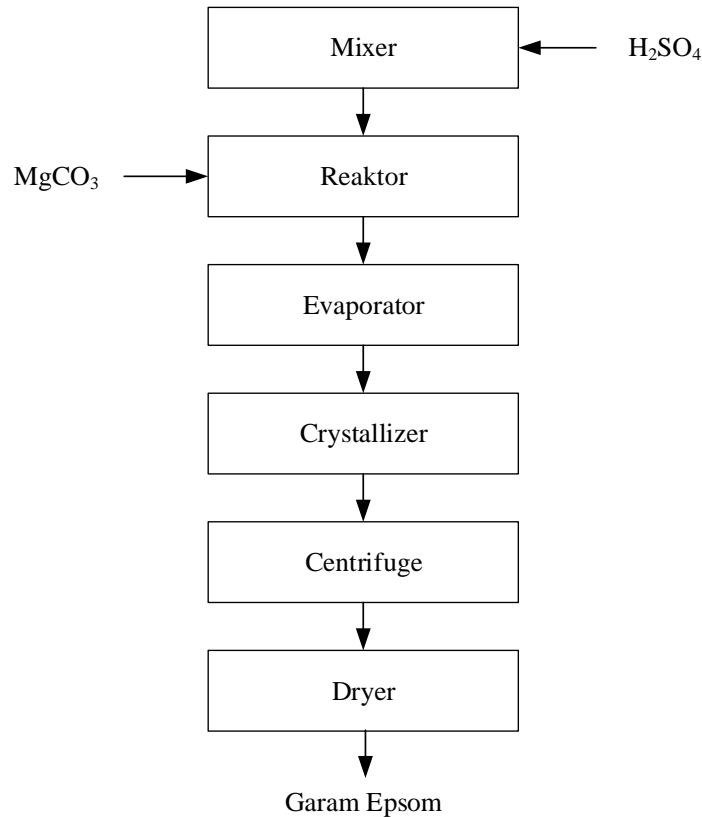 Mixer
H₂SO₄
MgCO₃
Reaktor
Evaporator
Crystallizer
Centrifuge
Dryer
Garam Epsom